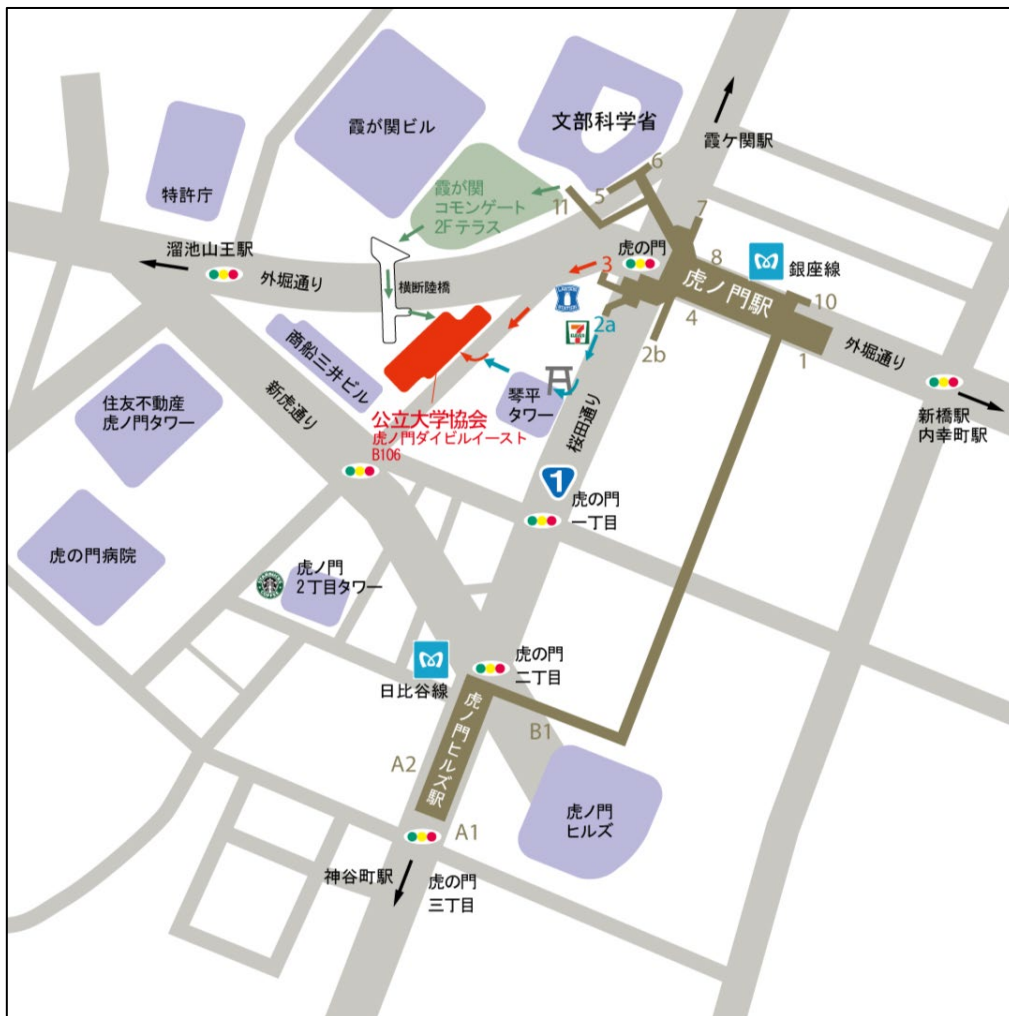 霞が関ビル
文部科学省
6
霞ケ関駅
特許庁
霞が関
コモンゲート
2Fテラス
11
5
7
溜池山王駅
外堀通り
横断陸橋
3
虎の門
8
銀座線
虎ノ門駅
10
LAWSON
7
ELEVEN
2a
2b
4
1
外堀通り
商船三井ビル
新虎通り
琴平
タワー
桜田通り
新橋駅
内幸町駅
住友不動産
虎ノ門タワー
公立大学協会
虎ノ門ダイビルイースト
B106
1
虎の門
一丁目
虎の門病院
虎ノ門
2丁目タワー
日比谷線
虎の門
二丁目
虎ノ門ヒルズ駅
B1
A2
虎ノ門
ヒルズ
A1
神谷町駅
虎の門
三丁目